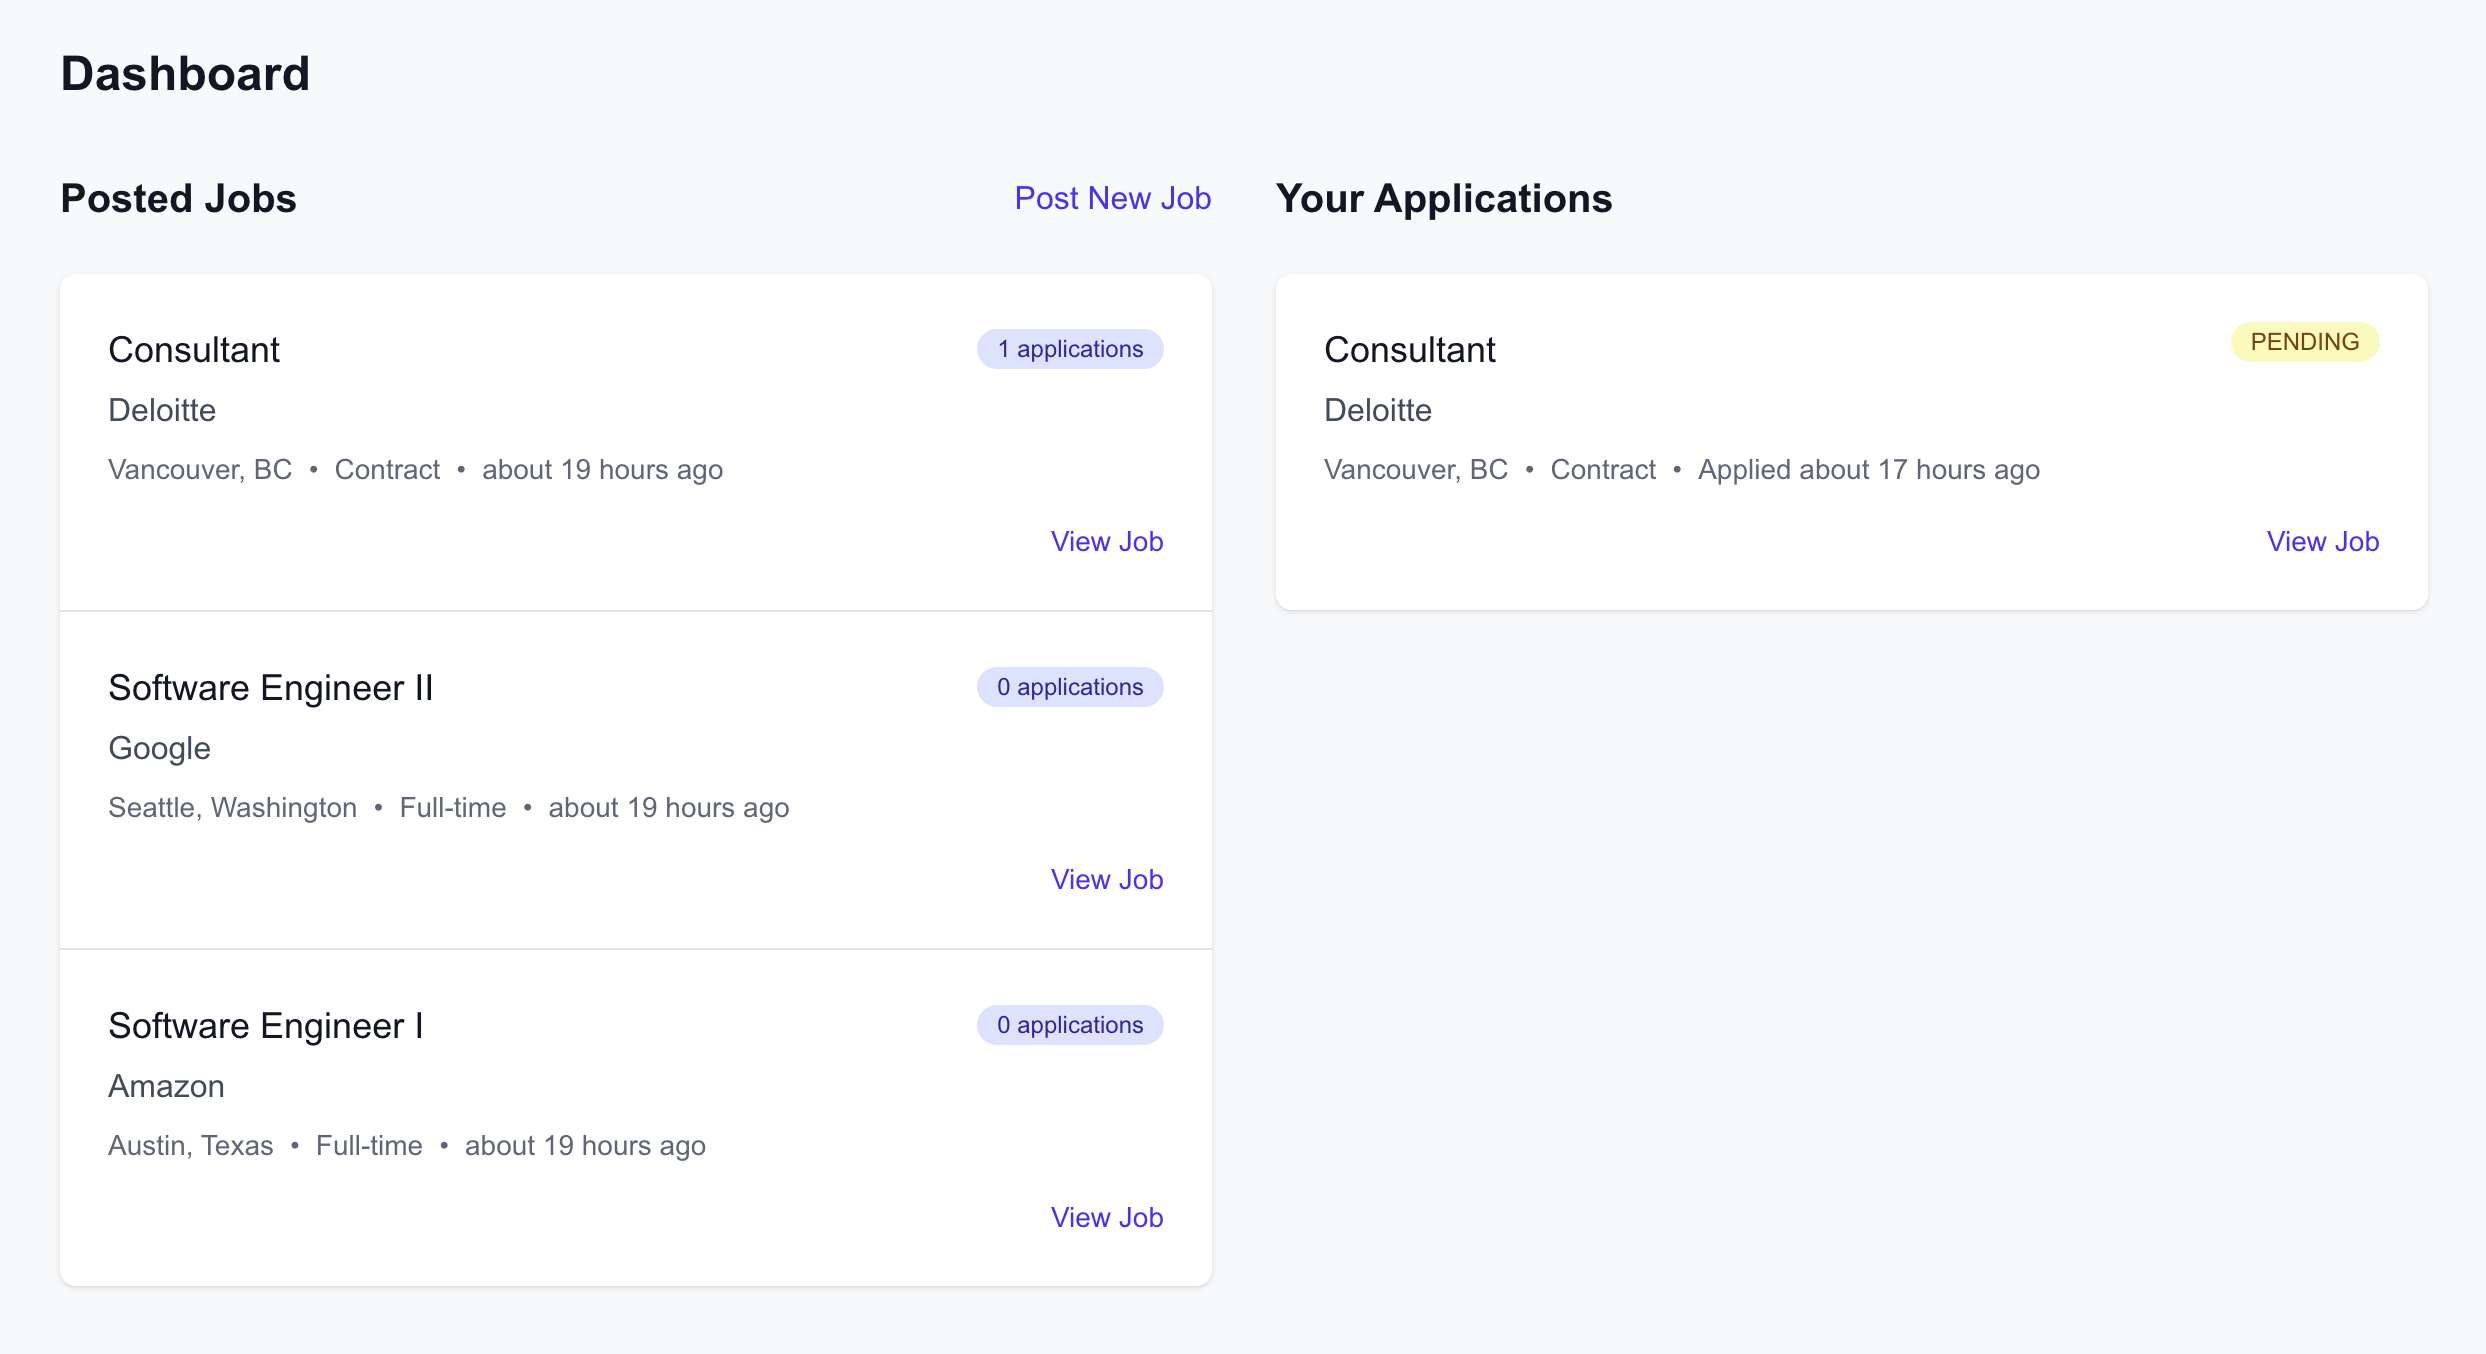 Dashboard
Posted Jobs
Post New Job
Consultant
1 applications
Deloitte
Vancouver, BC • Contract • about 19 hours ago
View Job
Software Engineer II
0 applications
Google
Seattle, Washington • Full-time • about 19 hours ago
View Job
Software Engineer I
0 applications
Amazon
Austin, Texas • Full-time • about 19 hours ago
View Job
Your Applications
Consultant
PENDING
Deloitte
Vancouver, BC • Contract • Applied about 17 hours ago
View Job